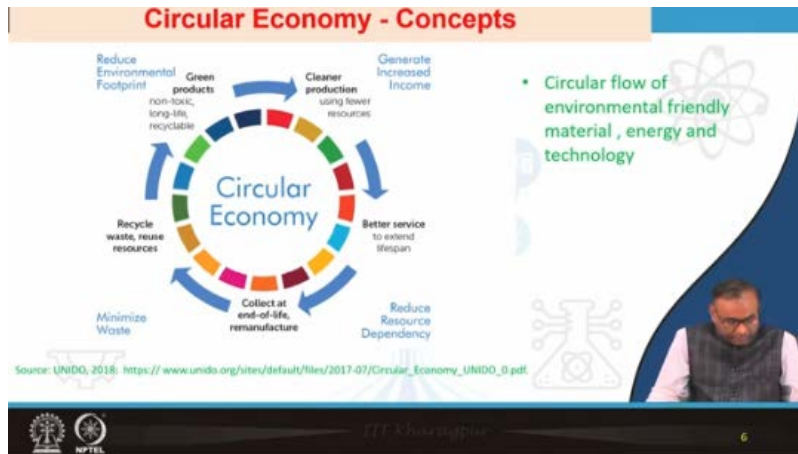 Circular Economy - Concepts
Reduce
Environmental
Footprint
Generate
Increased
Income
Green
products
non-toxic,
long-life,
recyclable
Cleaner
production
using fewer
resources
Circular
Economy
Recycle
waste, reuse
resources
Better service
to extend
lifespan
Collect at
end-of-life,
remanufacture
Minimize
Waste
Reduce
Resource
Dependency
• Circular flow of
environmental friendly
material , energy and
technology
Source: UNIDO, 2018: https:// www.unido.org/sites/default/files/2017-07/Circular_Economy_UNIDO_0.pdf.
NPTEL
IIT Kharagpur
6